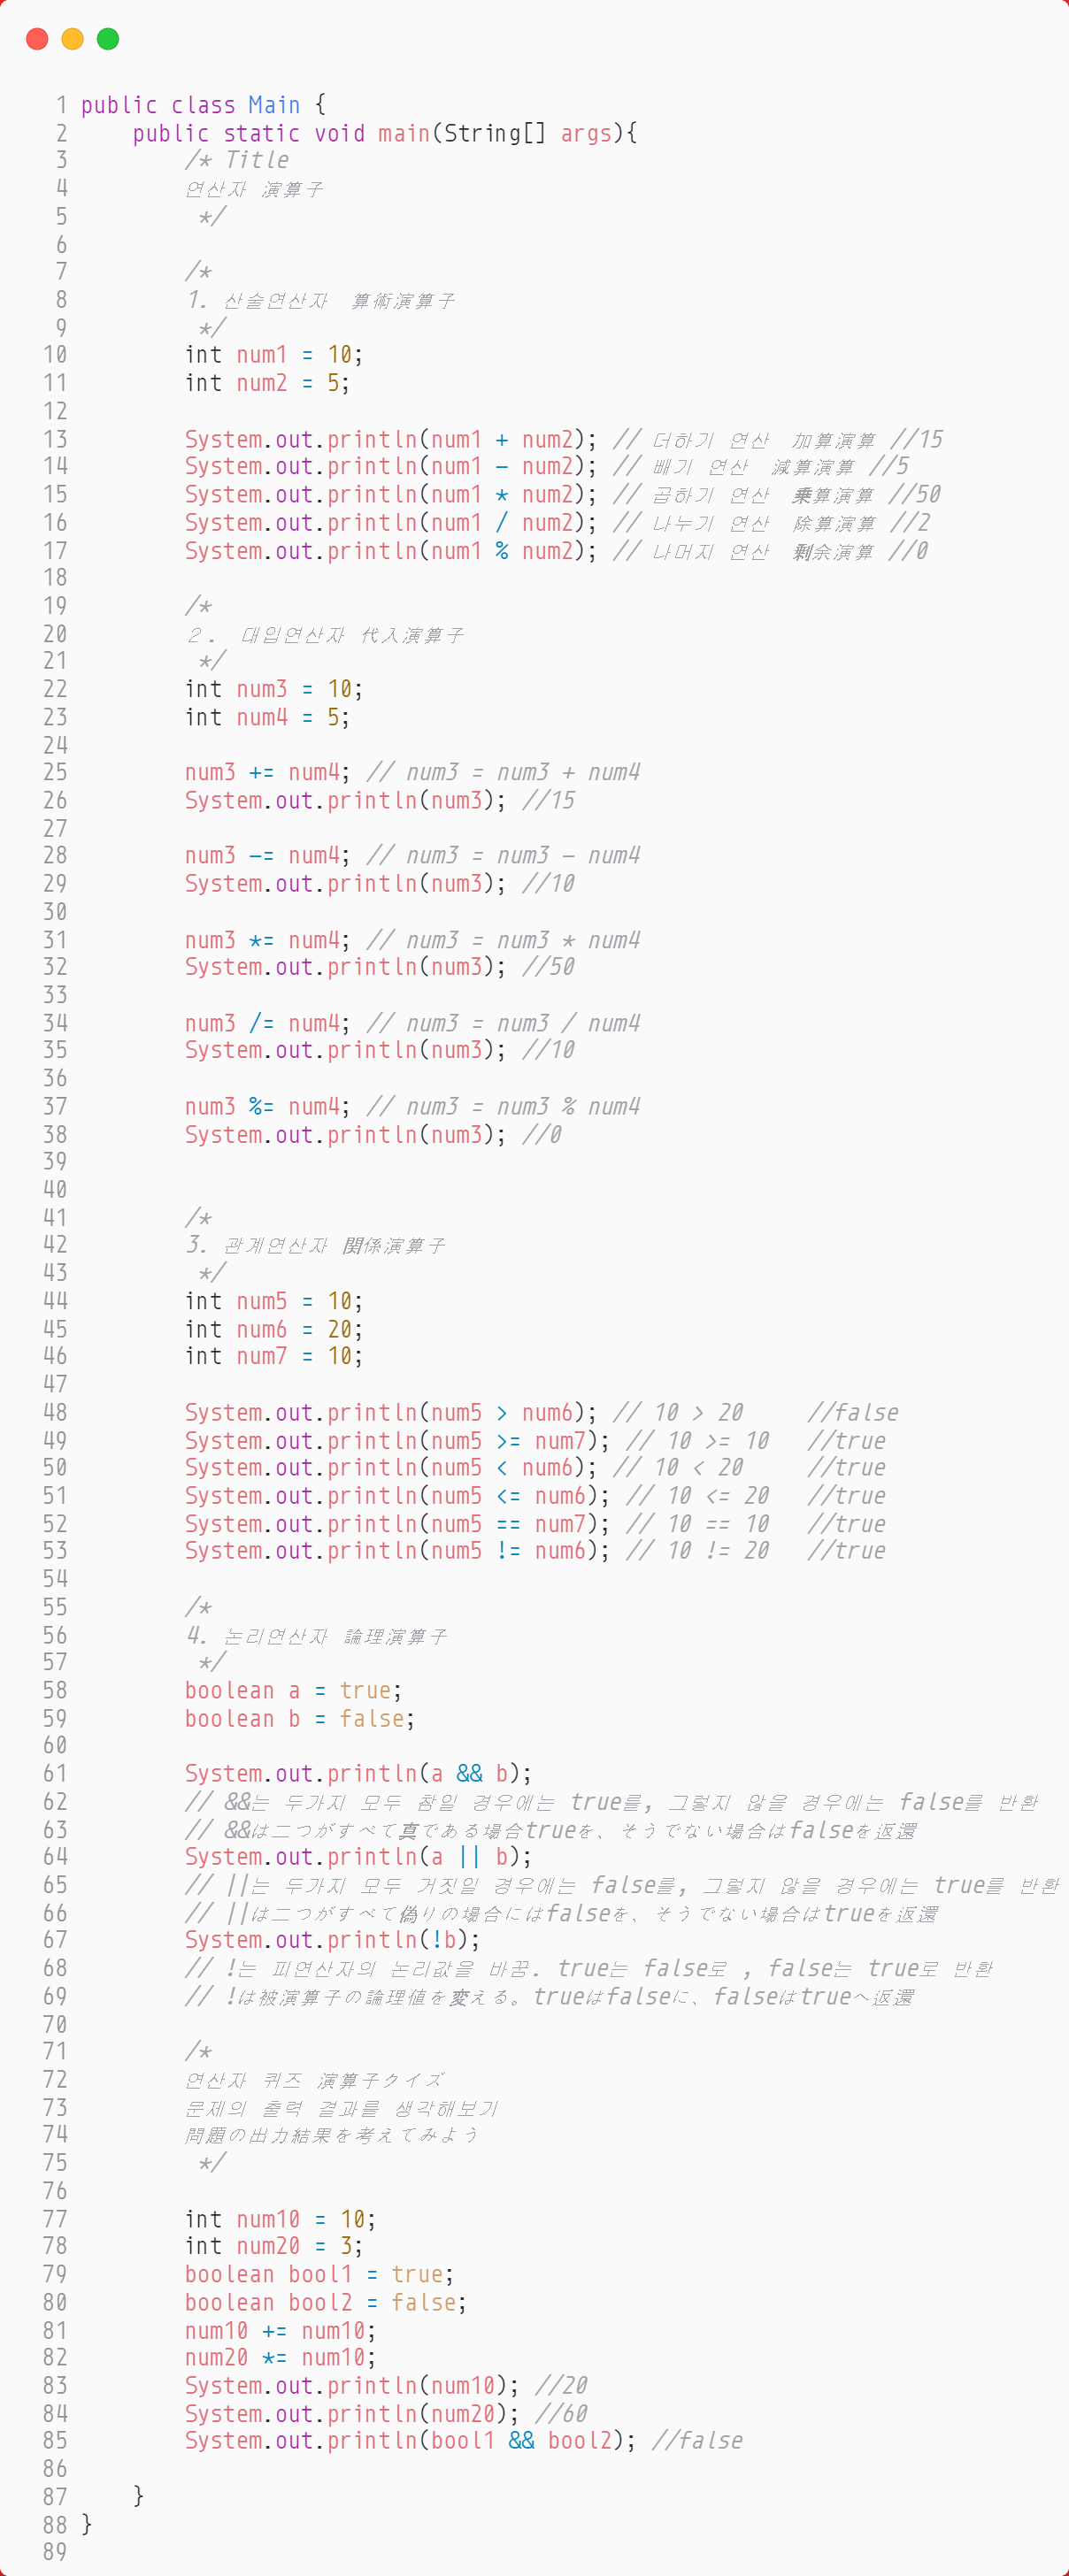 1 public class Main {
2     public static void main(String[] args){
3         /* Title
4         연산자 演算子
5          */
6
7         /*
8         1. 산술연산자  算術演算子
9          */
10         int num1 = 10;
11         int num2 = 5;
12
13         System.out.println(num1 + num2); // 더하기 연산  加算演算 //15
14         System.out.println(num1 - num2); // 빼기 연산  減算演算 //5
15         System.out.println(num1 * num2); // 곱하기 연산  乗算演算 //50
16         System.out.println(num1 / num2); // 나누기 연산  除算演算 //2
17         System.out.println(num1 % num2); // 나머지 연산  剰余演算 //0
18
19         /*
20         2． 대입연산자 代入演算子
21          */
22         int num3 = 10;
23         int num4 = 5;
24
25         num3 += num4; // num3 = num3 + num4
26         System.out.println(num3); //15
27
28         num3 -= num4; // num3 = num3 - num4
29         System.out.println(num3); //10
30
31         num3 *= num4; // num3 = num3 * num4
32         System.out.println(num3); //50
33
34         num3 /= num4; // num3 = num3 / num4
35         System.out.println(num3); //10
36
37         num3 %= num4; // num3 = num3 % num4
38         System.out.println(num3); //0
39
40
41         /*
42         3. 관계연산자 関係演算子
43          */
44         int num5 = 10;
45         int num6 = 20;
46         int num7 = 10;
47
48         System.out.println(num5 > num6); // 10 > 20     //false
49         System.out.println(num5 >= num7); // 10 >= 10   //true
50         System.out.println(num5 < num6); // 10 < 20     //true
51         System.out.println(num5 <= num6); // 10 <= 20   //true
52         System.out.println(num5 == num7); // 10 == 10   //true
53         System.out.println(num5 != num6); // 10 != 20   //true
54
55         /*
56         4. 논리연산자 論理演算子
57          */
58         boolean a = true;
59         boolean b = false;
60
61         System.out.println(a && b);
62         // &&는 두가지 모두 참일 경우에는 true를, 그렇지 않을 경우에는 false를 반환
63         // &&は二つがすべて真である場合trueを、そうでない場合はfalseを返還
64         System.out.println(a || b);
65         // ||는 두가지 모두 거짓일 경우에는 false를, 그렇지 않을 경우에는 true를 반환
66         // ||は二つがすべて偽りの場合にはfalseを、そうでない場合はtrueを返還
67         System.out.println(!b);
68         // !는 피연산자의 논리값을 바꿈. true는 false로 , false는 true로 반환
69         // !は被演算子の論理値を変える。trueはfalseに、falseはtrueへ返還
70
71         /*
72         연산자 퀴즈 演算子クイズ
73         문제의 출력 결과를 생각해보기
74         問題の出力結果を考えてみよう
75          */
76
77         int num10 = 10;
78         int num20 = 3;
79         boolean bool1 = true;
80         boolean bool2 = false;
81         num10 += num10;
82         num20 *= num10;
83         System.out.println(num10); //20
84         System.out.println(num20); //60
85         System.out.println(bool1 && bool2); //false
86
87     }
88 }
89